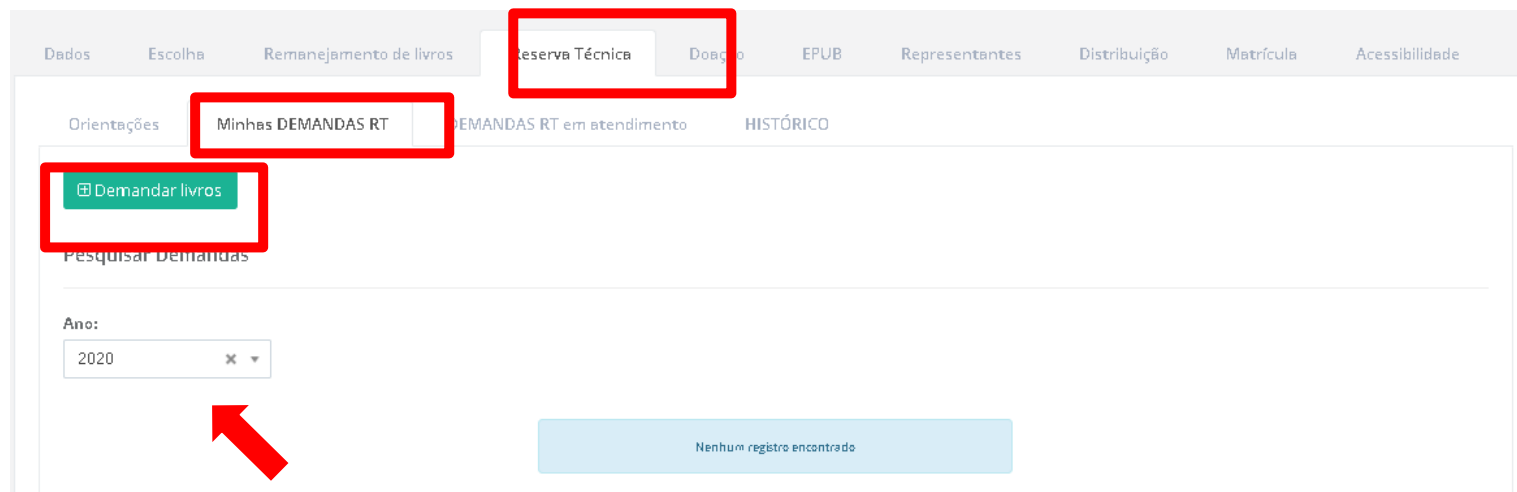 Dados Escolha Remanejamento de livros Reserva Técnica Doação EPUB Representantes Distribuição Matrícula Acessibilidade
Orientações Minhas DEMANDAS RT DEMANDAS RT em atendimento HISTÓRICO
Demandar livros
Pesquisar Demandas
Ano:
2020
Nenhum registro encontrado